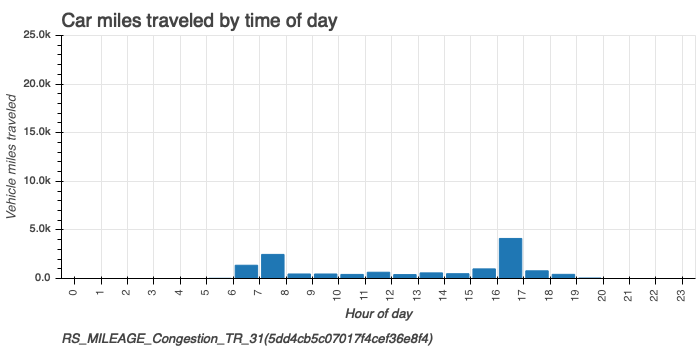 Car miles traveled by time of day
25.0k
20.0k
15.0k
10.0k
5.0k
0.0
Vehicle miles traveled
0 1 2 3 4 5 6 7 8 9 10 11 12 13 14 15 16 17 18 19 20 21 22 23
Hour of day
RS_MILEAGE_Congestion_TR_31(5dd4cb5c07017f4cef36e8f4)